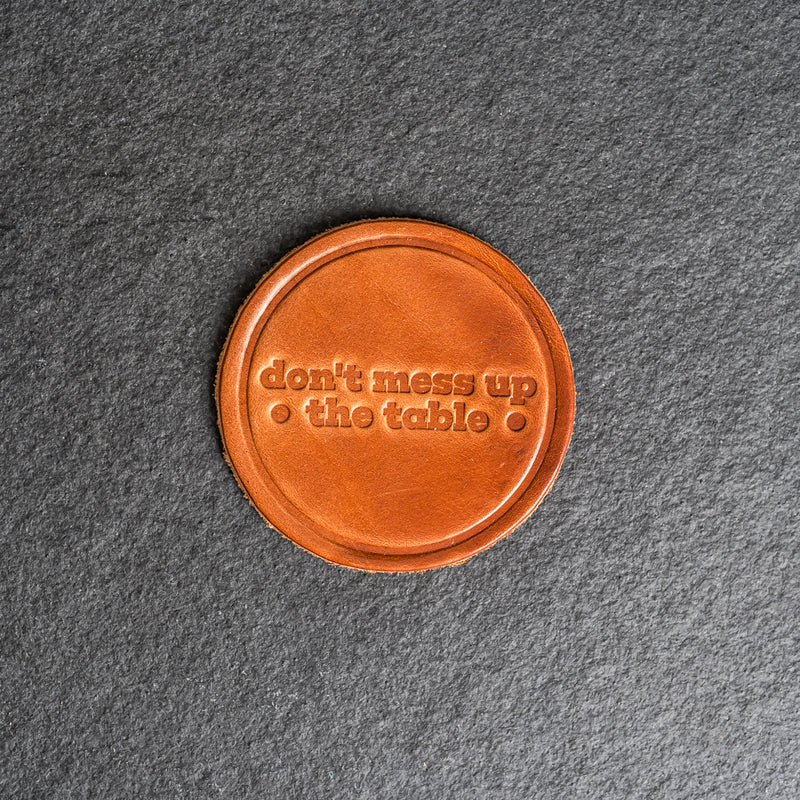 don't mess up
• the table •